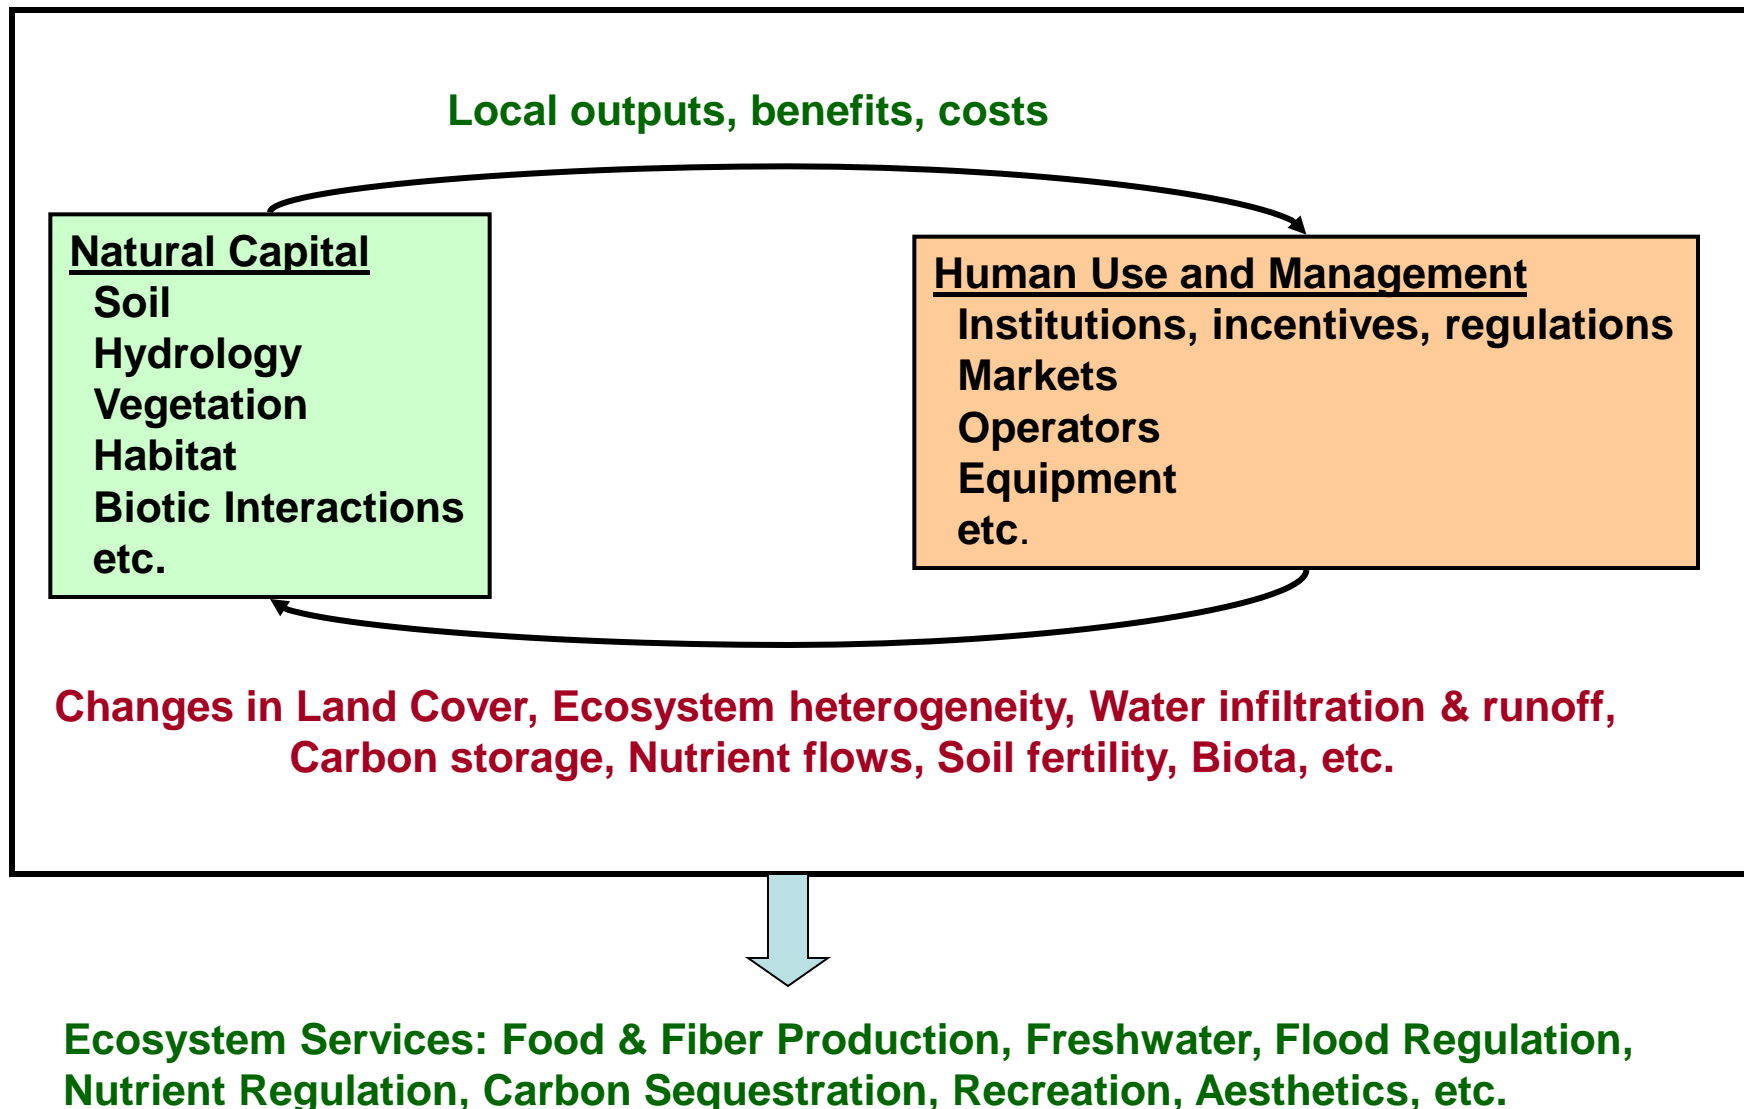 Local outputs, benefits, costs
Natural Capital
Soil
Hydrology
Vegetation
Habitat
Biotic Interactions
etc.
Human Use and Management
Institutions, incentives, regulations
Markets
Operators
Equipment
etc.
Changes in Land Cover, Ecosystem heterogeneity, Water infiltration & runoff,
Carbon storage, Nutrient flows, Soil fertility, Biota, etc.
Ecosystem Services: Food & Fiber Production, Freshwater, Flood Regulation,
Nutrient Regulation, Carbon Sequestration, Recreation, Aesthetics, etc.